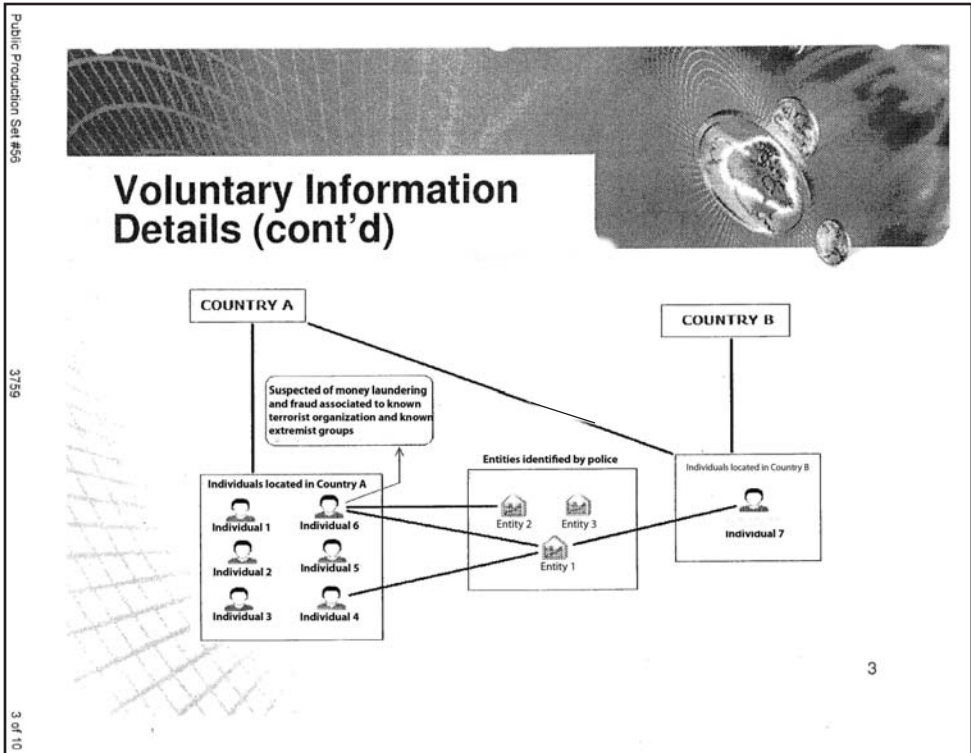 Public Production Set #56
3759
3 of 10
Voluntary Information
Details (cont'd)
COUNTRY A
COUNTRY B
Suspected of money laundering
and fraud associated to known
terrorist organization and known
extremist groups
Individuals located in Country A
Individual 1
Individual 6
Individual 2
Individual 5
Individual 3
Individual 4
Entities identified by police
Entity 2
Entity 3
Entity 1
Individuals located in Country B
Individual 7
3